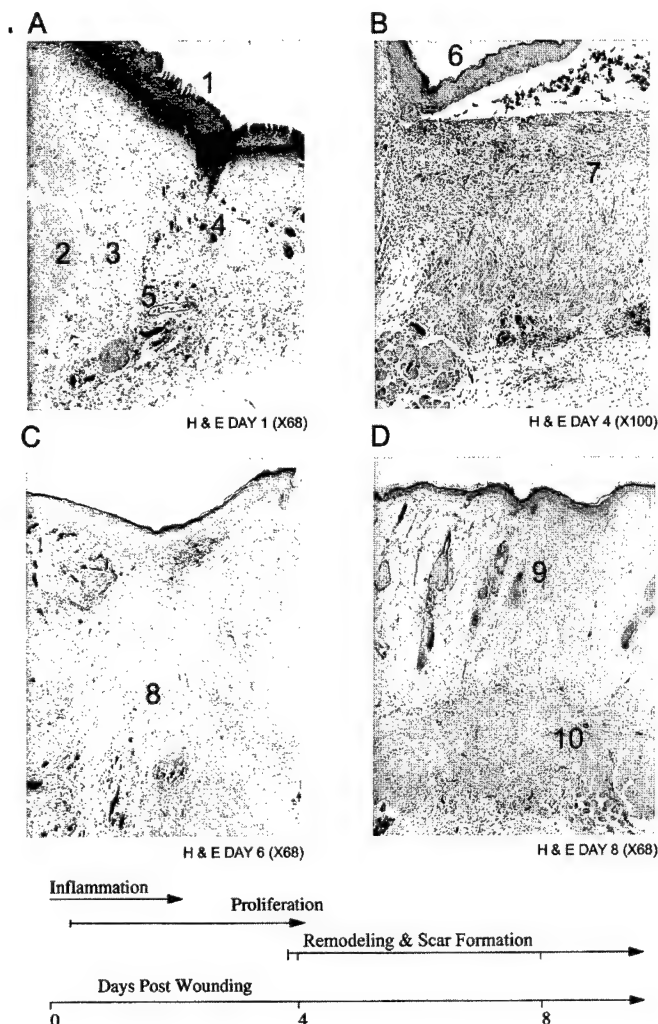 A
B
1
2
3
4
5
6
7
H & E DAY 1 (X68)
H & E DAY 4 (X100)
C
D
8
9
10
H & E DAY 6 (X68)
H & E DAY 8 (X68)
Inflammation
Proliferation
Remodeling & Scar Formation
Days Post Wounding
0 4 8